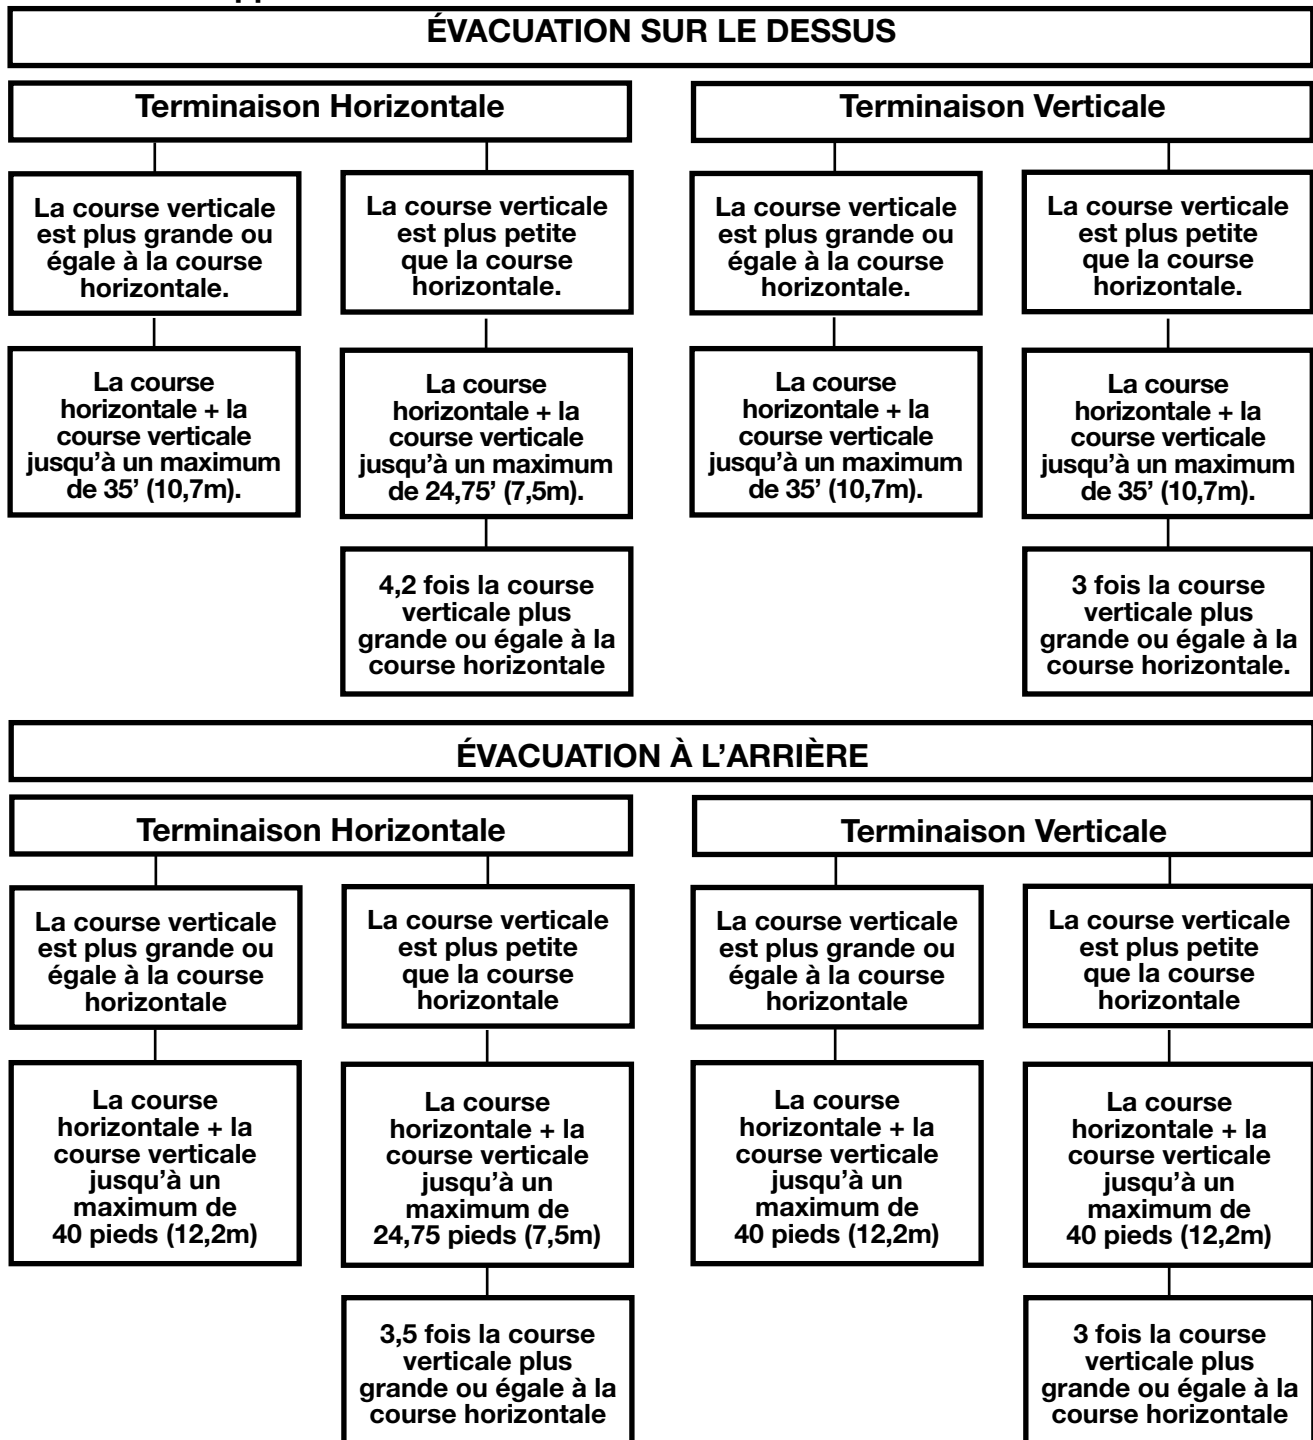 ÉVACUATION SUR LE DESSUS
Terminaison Horizontale
Terminaison Verticale
La course verticale
est plus grande ou
égale à la course
horizontale.
La course verticale
est plus petite
que la course
horizontale.
La course verticale
est plus grande ou
égale à la course
horizontale.
La course verticale
est plus petite
que la course
horizontale.
La course
horizontale + la
course verticale
jusqu’à un maximum
de 35’ (10,7m).
La course
horizontale + la
course verticale
jusqu’à un maximum
de 24,75’ (7,5m).
La course
horizontale + la
course verticale
jusqu’à un maximum
de 35’ (10,7m).
La course
horizontale + la
course verticale
jusqu’à un maximum
de 35’ (10,7m).
4,2 fois la course
verticale plus
grande ou égale à la
course horizontale
3 fois la course
verticale plus
grande ou égale à la
course horizontale.
ÉVACUATION À L’ARRIÈRE
Terminaison Horizontale
Terminaison Verticale
La course verticale
est plus grande ou
égale à la course
horizontale
La course verticale
est plus petite
que la course
horizontale
La course verticale
est plus grande ou
égale à la course
horizontale
La course verticale
est plus petite
que la course
horizontale
La course
horizontale + la
course verticale
jusqu’à un
maximum de
40 pieds (12,2m)
La course
horizontale + la
course verticale
jusqu’à un
maximum de
24,75 pieds (7,5m)
La course
horizontale + la
course verticale
jusqu’à un
maximum de
40 pieds (12,2m)
La course
horizontale + la
course verticale
jusqu’à un
maximum de
40 pieds (12,2m)
3,5 fois la course
verticale plus
grande ou égale à la
course horizontale
3 fois la course
verticale plus
grande ou égale à la
course horizontale